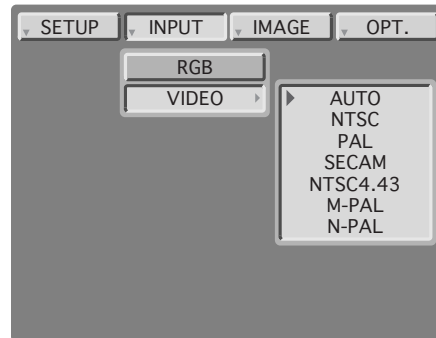 SETUP INPUT IMAGE OPT.
RGB
VIDEO
AUTO
NTSC
PAL
SECAM
NTSC4.43
M-PAL
N-PAL